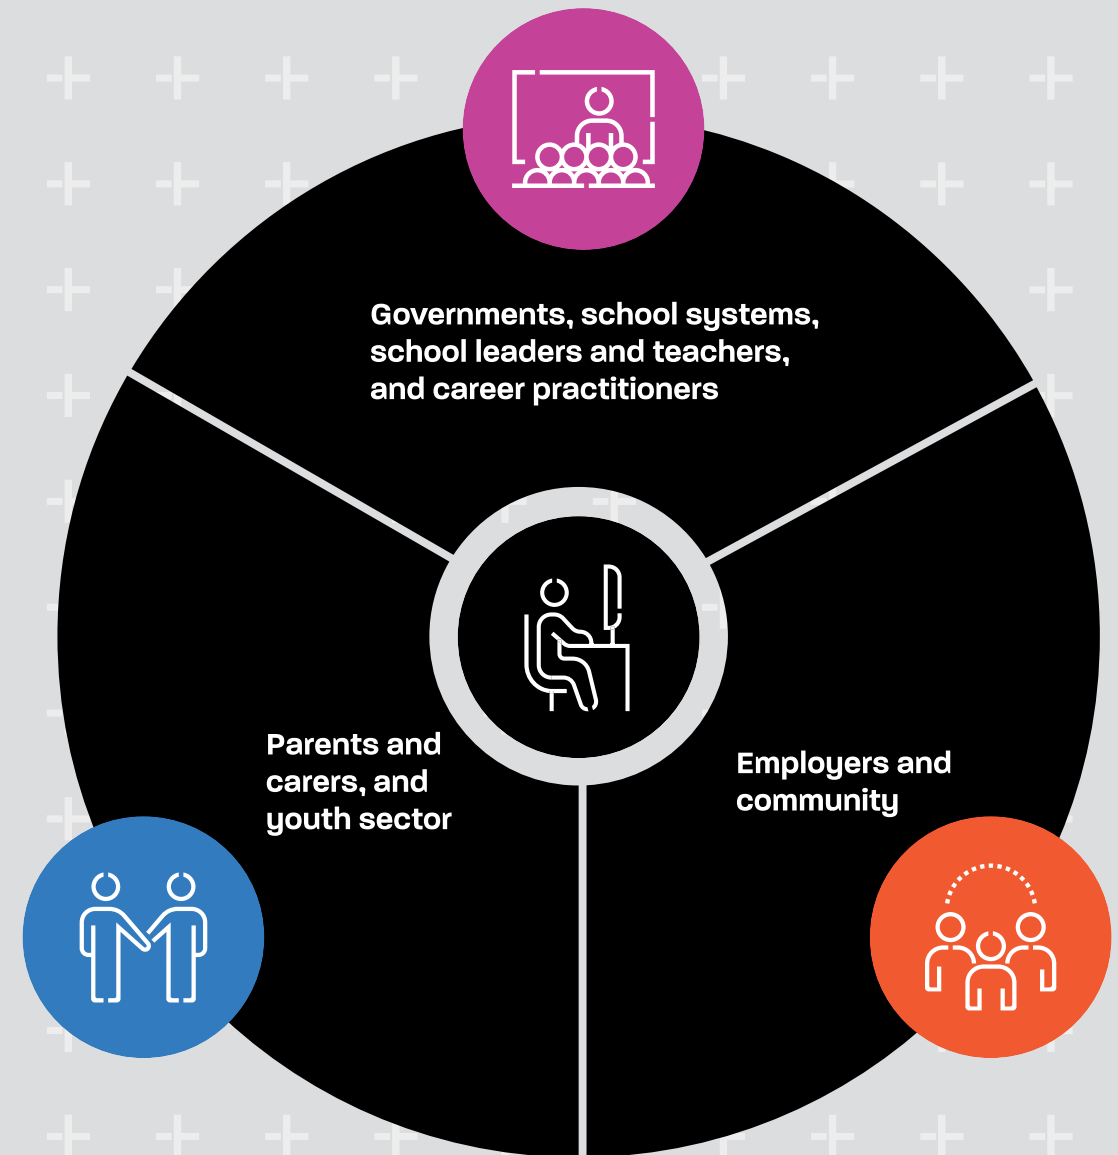 Governments, school systems,
school leaders and teachers,
and career practitioners
Parents and
carers, and
youth sector
Employers and
community